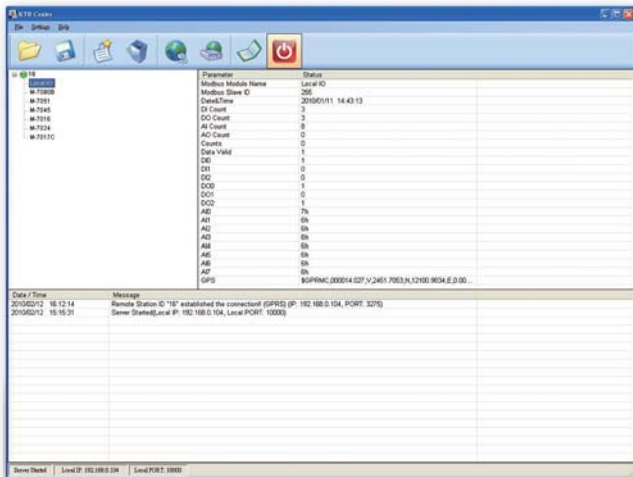 RTU Center
File Settings Help
16
Local IO
M-7080B
M-7051
M-7045
M-7016
M-7024
M-7017C
Parameter Status
Modbus Module Name Local IO
Modbus Slave ID 266
Date&Time 2010/01/11 14:43:13
DI Count 3
DO Count 3
AI Count 8
AO Count 0
Counts 0
Data Valid 1
DI0 1
DI1 0
DI2 0
DO0 1
DO1 0
DO2 1
AI0 7h
AI1 6h
AI2 6h
AI3 6h
AI4 6h
AI5 6h
AI6 6h
AI7 6h
GPS $GPRMC,000014.027,V,2451.7053,N,12100.9834,E,0.00...
Date / Time Message
2010/02/12 16:12:14 Remote Station ID "16" established the connection!! (GPRS) (IP: 192.168.0.104, PORT: 3275)
2010/02/12 15:15:31 Server Started(Local IP: 192.168.0.104, Local PORT: 10000)
Server Started Local IP: 192.168.0.104 Local PORT: 10000